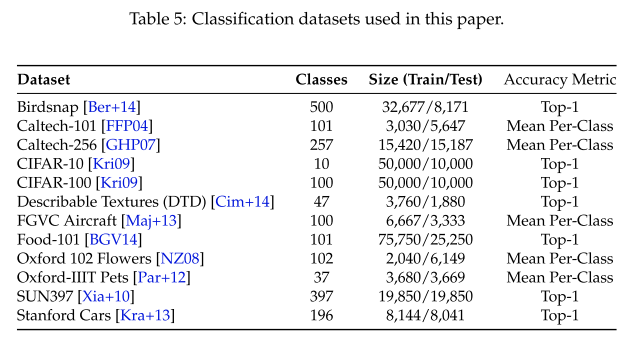 Table 5: Classification datasets used in this paper.
Dataset Classes Size (Train/Test) Accuracy Metric
Birdsnap [Ber+14] 500 32,677/8,171 Top-1
Caltech-101 [FFP04] 101 3,030/5,647 Mean Per-Class
Caltech-256 [GHP07] 257 15,420/15,187 Mean Per-Class
CIFAR-10 [Kri09] 10 50,000/10,000 Top-1
CIFAR-100 [Kri09] 100 50,000/10,000 Top-1
Describable Textures (DTD) [Cim+14] 47 3,760/1,880 Top-1
FGVC Aircraft [Maj+13] 100 6,667/3,333 Mean Per-Class
Food-101 [BGV14] 101 75,750/25,250 Top-1
Oxford 102 Flowers [NZ08] 102 2,040/6,149 Mean Per-Class
Oxford-IIIT Pets [Par+12] 37 3,680/3,669 Mean Per-Class
SUN397 [Xia+10] 397 19,850/19,850 Top-1
Stanford Cars [Kra+13] 196 8,144/8,041 Top-1